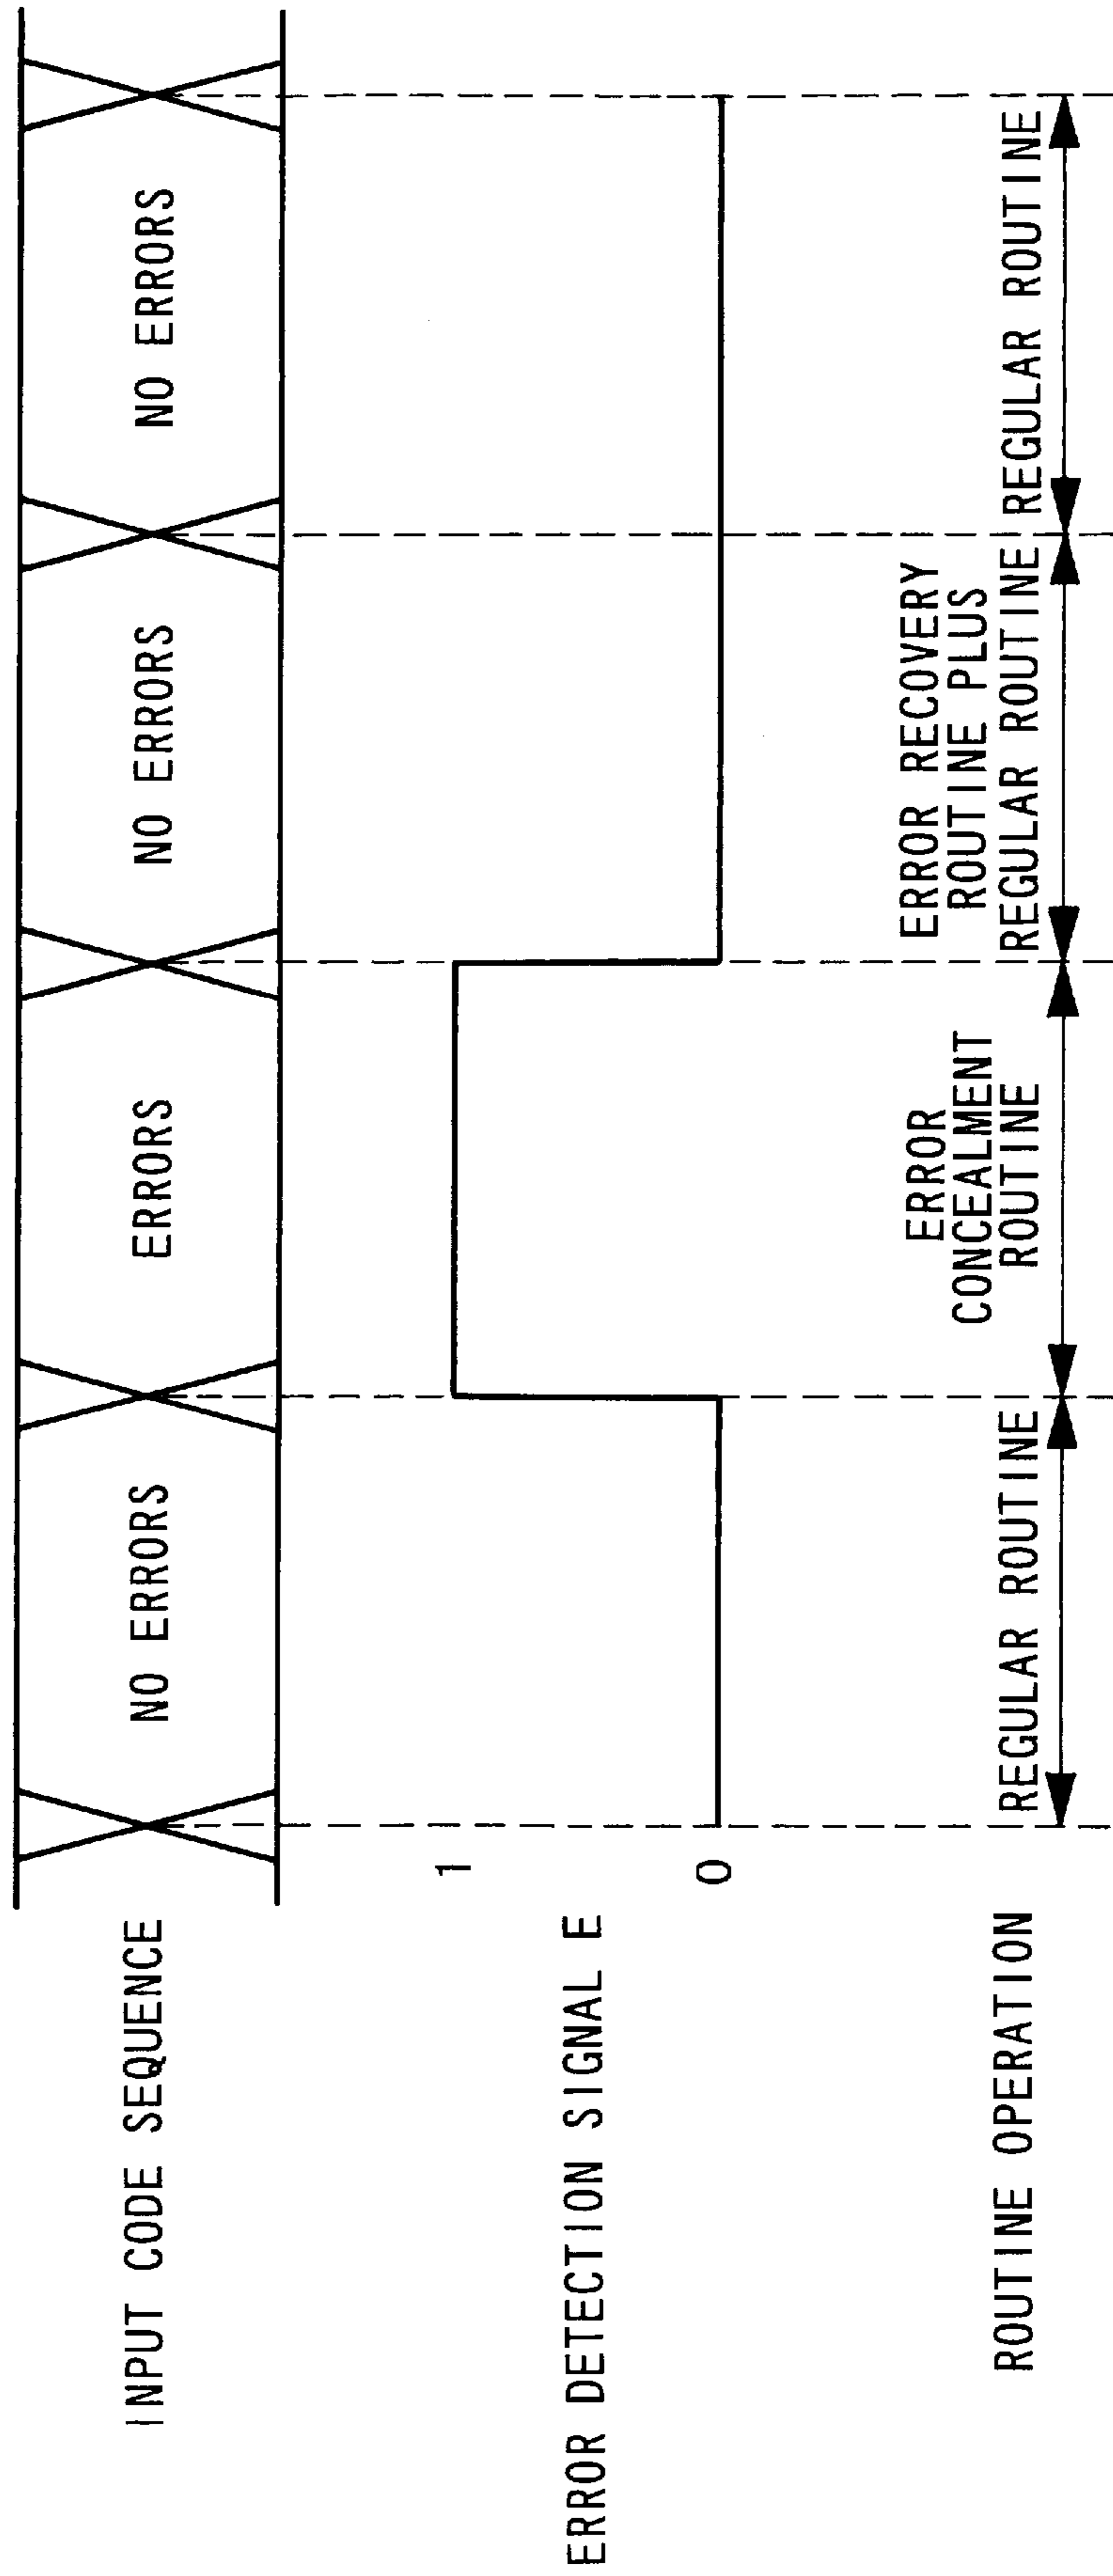 INPUT CODE SEQUENCE
NO ERRORS
ERRORS
NO ERRORS
NO ERRORS
ERROR DETECTION SIGNAL E
1
0
ROUTINE OPERATION
REGULAR ROUTINE
ERROR
CONCEALMENT
ROUTINE
ERROR RECOVERY
ROUTINE PLUS
REGULAR ROUTINE
REGULAR ROUTINE